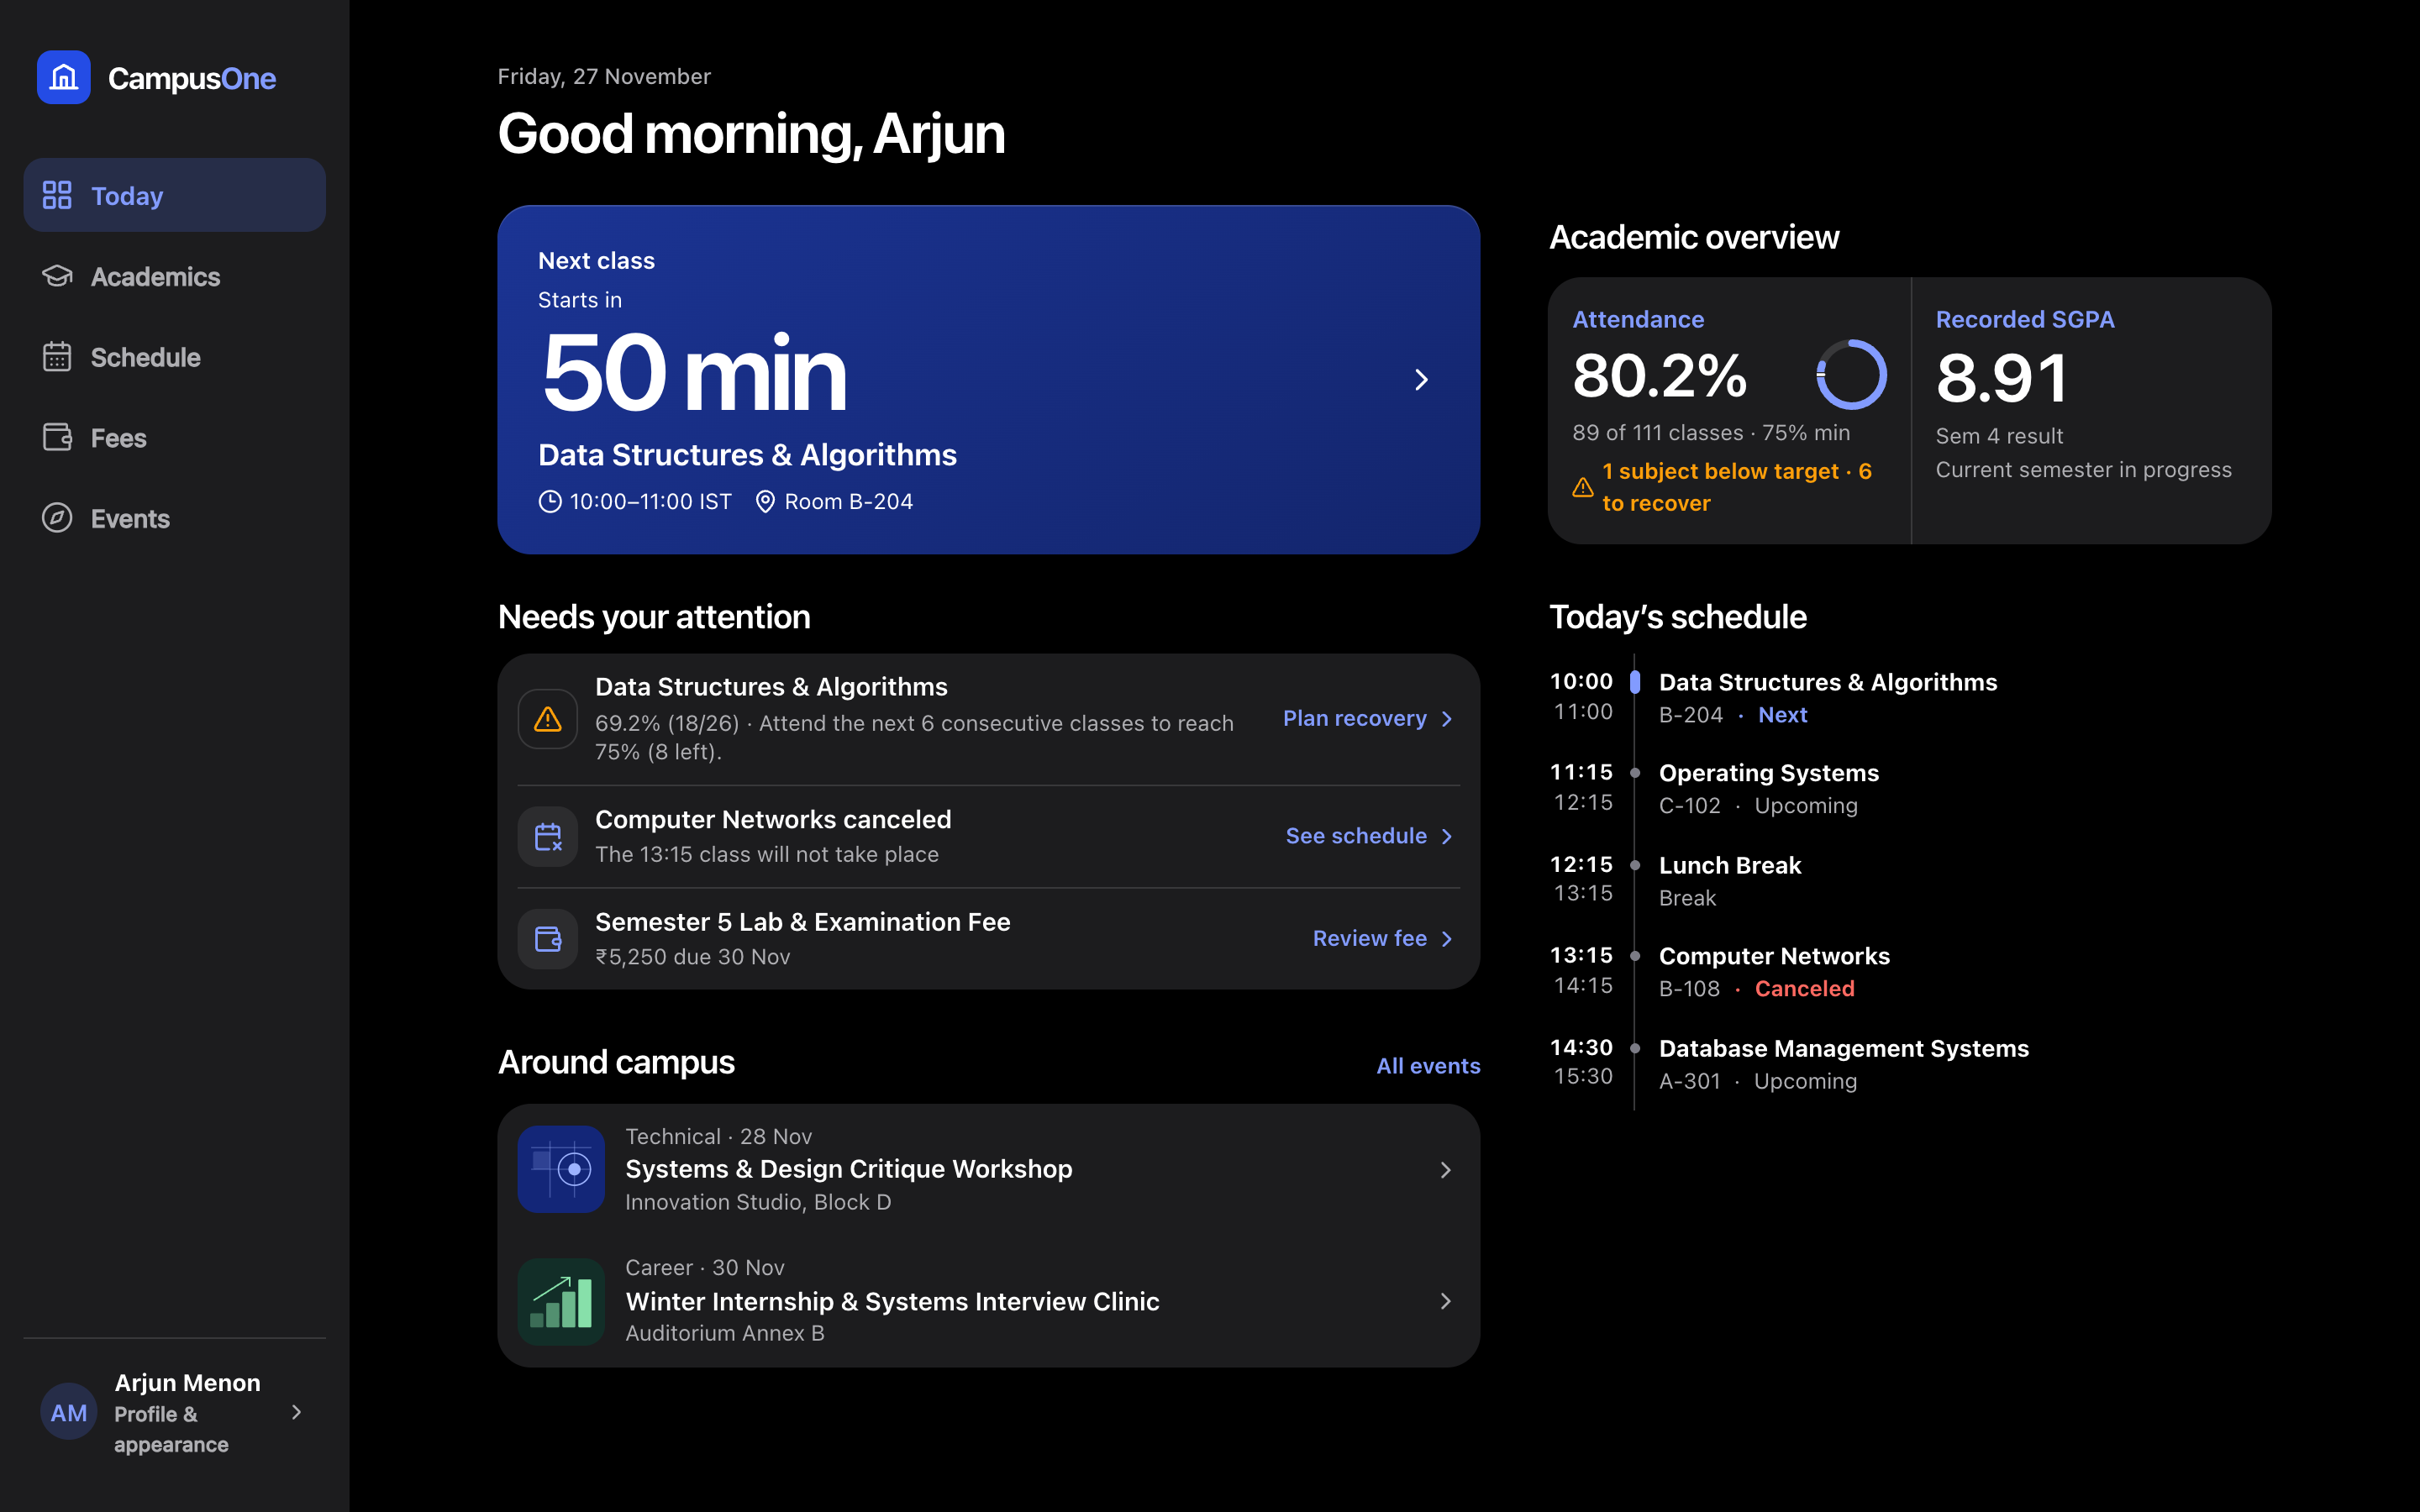 CampusOne
Today
Academics
Schedule
Fees
Events
Arjun Menon
AM
Profile &
appearance
Friday, 27 November
Good morning, Arjun
Next class
Starts in
50 min
Data Structures & Algorithms
10:00–11:00 IST Room B-204
Academic overview
Attendance
80.2%
89 of 111 classes · 75% min
1 subject below target · 6
to recover
Recorded SGPA
8.91
Sem 4 result
Current semester in progress
Needs your attention
Data Structures & Algorithms
69.2% (18/26) · Attend the next 6 consecutive classes to reach
75% (8 left).
Plan recovery
Computer Networks canceled
The 13:15 class will not take place
See schedule
Semester 5 Lab & Examination Fee
₹5,250 due 30 Nov
Review fee
Today’s schedule
10:00 Data Structures & Algorithms
11:00 B-204 · Next
11:15 Operating Systems
12:15 C-102 · Upcoming
12:15 Lunch Break
13:15 Break
13:15 Computer Networks
14:15 B-108 · Canceled
14:30 Database Management Systems
15:30 A-301 · Upcoming
Around campus
All events
Technical · 28 Nov
Systems & Design Critique Workshop
Innovation Studio, Block D
Career · 30 Nov
Winter Internship & Systems Interview Clinic
Auditorium Annex B